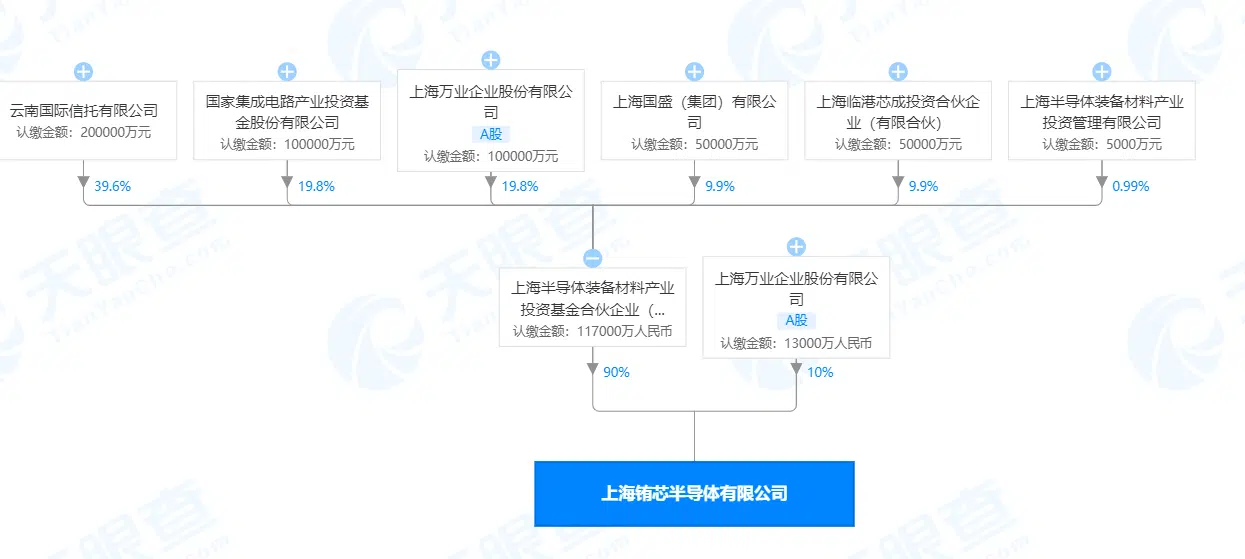 云南国际信托有限公司
认缴金额：200000万元
国家集成电路产业投资基
金股份有限公司
认缴金额：100000万元
上海万业企业股份有限公
司
A股
认缴金额：100000万元
上海国盛（集团）有限公
司
认缴金额：50000万元
上海临港芯成投资合伙企
业（有限合伙）
认缴金额：50000万元
上海半导体装备材料产业
投资管理有限公司
认缴金额：5000万元
39.6%
19.8%
19.8%
9.9%
9.9%
0.99%
上海半导体装备材料产业
投资基金合伙企业（...
认缴金额：117000万人民币
上海万业企业股份有限公
司
A股
认缴金额：13000万人民币
90%
10%
上海铕芯半导体有限公司
天眼查
TianYanCha.com